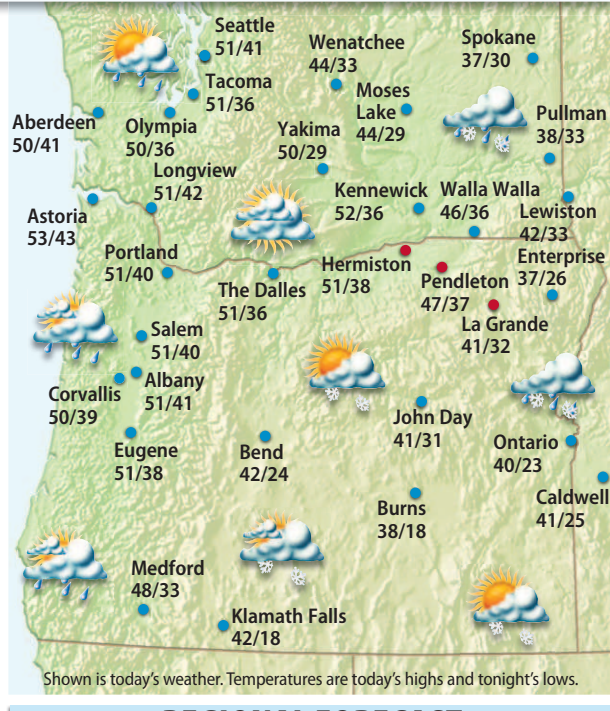 Seattle
51/41
Wenatchee
44/33
Spokane
37/30
Tacoma
51/36
Moses
Lake
44/29
Pullman
38/33
Aberdeen
50/41
Olympia
50/36
Yakima
50/29
Longview
51/42
Kennewick
52/36
Walla Walla
46/36
Lewiston
42/33
Astoria
53/43
Portland
51/40
The Dalles
51/36
Hermiston
51/38
Pendleton
47/37
Enterprise
37/26
La Grande
41/32
Salem
51/40
Albany
51/41
Corvallis
50/39
John Day
41/31
Eugene
51/38
Bend
42/24
Ontario
40/23
Burns
38/18
Caldwell
41/25
Medford
48/33
Klamath Falls
42/18
Shown is today's weather. Temperatures are today's highs and tonight's lows.
REGIONAL FORECAST